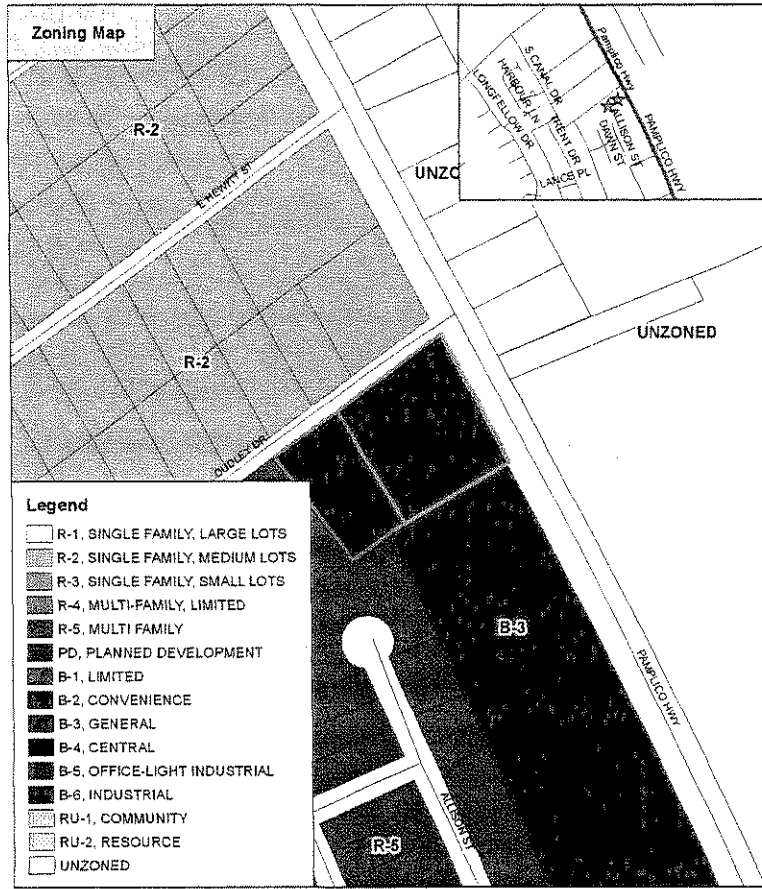 Zoning Map
Pamplico Hwy
S CANAL DR
HARBOUR LN
LONGFELLOW DR
TRENT DR
ALLISON ST
DAWN ST
PAMPLICO HWY
LANCE PL
R-2
E HEWITT ST
UNZO
UNZONED
R-2
DUDLEY DR
B-3
PAMPLICO HWY
ALLISON ST
R-5
Legend
R-1, SINGLE FAMILY, LARGE LOTS
R-2, SINGLE FAMILY, MEDIUM LOTS
R-3, SINGLE FAMILY, SMALL LOTS
R-4, MULTI-FAMILY, LIMITED
R-5, MULTI FAMILY
PD, PLANNED DEVELOPMENT
B-1, LIMITED
B-2, CONVENIENCE
B-3, GENERAL
B-4, CENTRAL
B-5, OFFICE-LIGHT INDUSTRIAL
B-6, INDUSTRIAL
RU-1, COMMUNITY
RU-2, RESOURCE
UNZONED